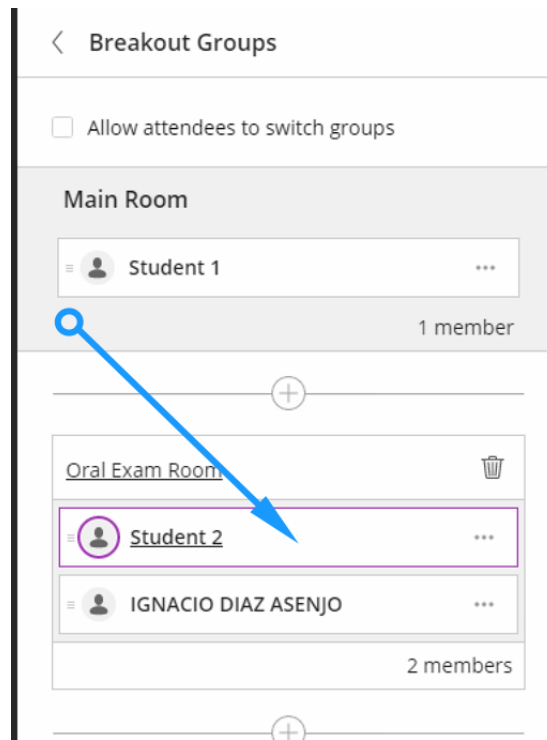 Breakout Groups
Allow attendees to switch groups
Main Room
Student 1
1 member
Oral Exam Room
Student 2
IGNACIO DIAZ ASENJO
2 members